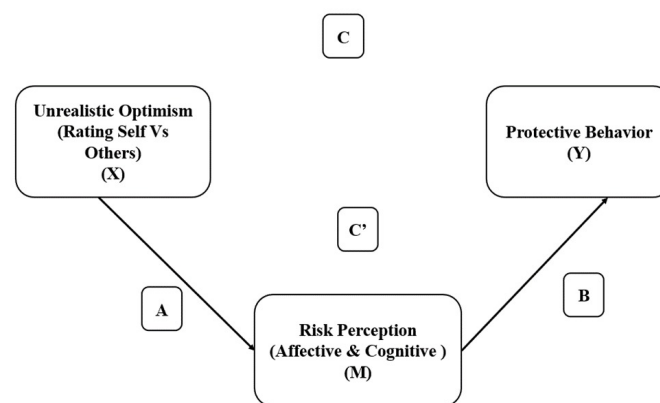 C
Unrealistic Optimism
(Rating Self Vs
Others)
(X)
Protective Behavior
(Y)
C’
A
B
Risk Perception
(Affective & Cognitive )
(M)